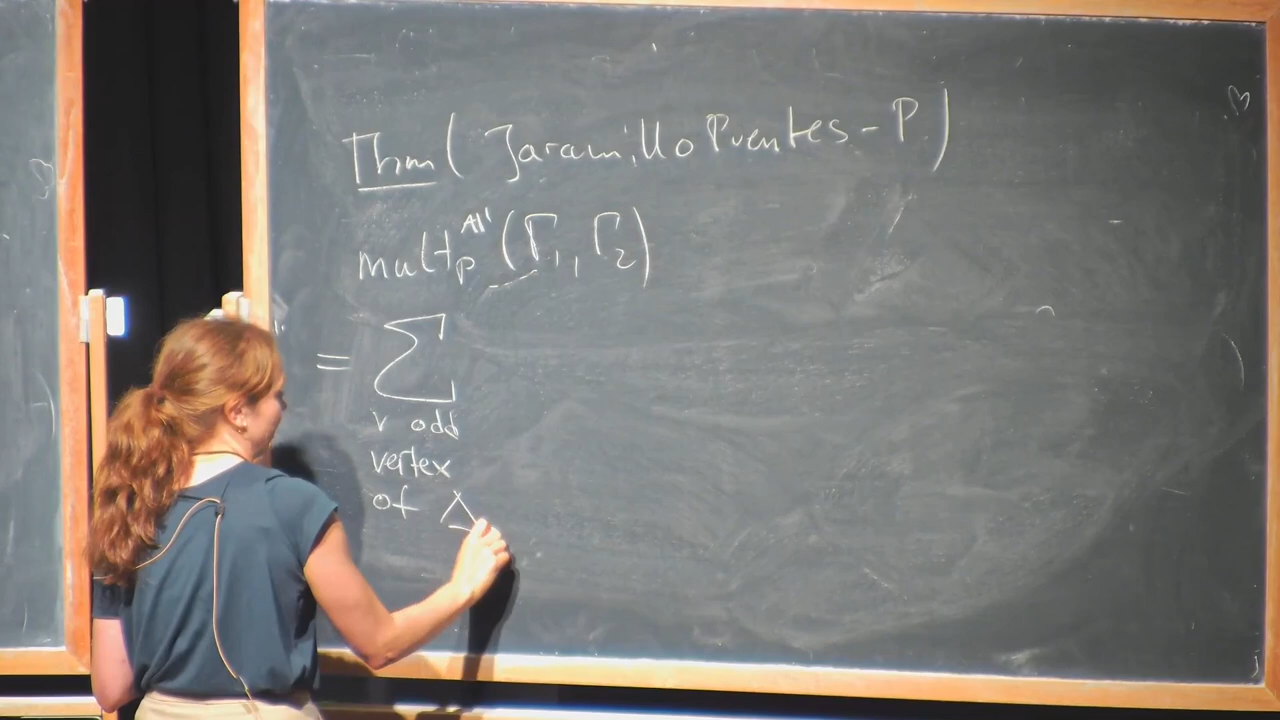 Thm ( Jaramillo Puentes - P. )
mult_p^{A^1} ( Γ_1, Γ_2 )
= Σ
v odd
vertex
of Δ